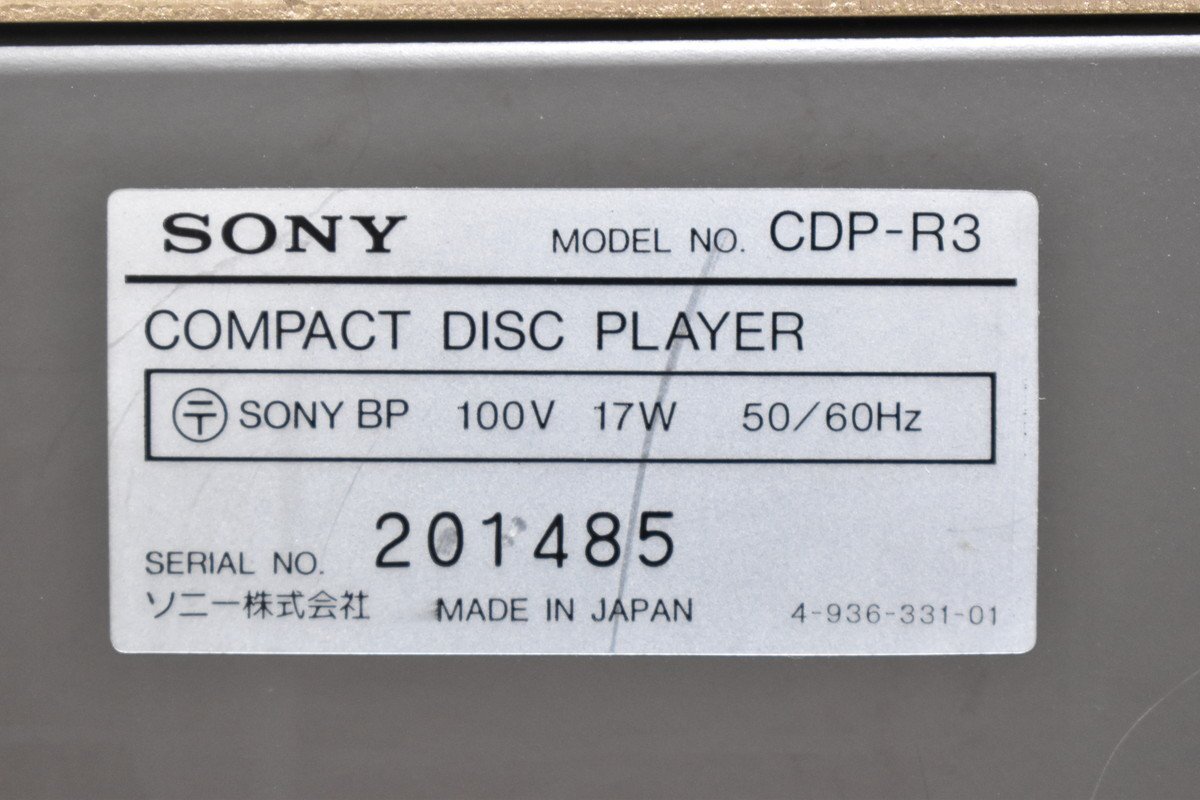 SONY MODEL NO. CDP-R3
COMPACT DISC PLAYER
〒 SONY BP 100V 17W 50/60Hz
SERIAL NO. 201485
ソニー株式会社 MADE IN JAPAN 4-936-331-01